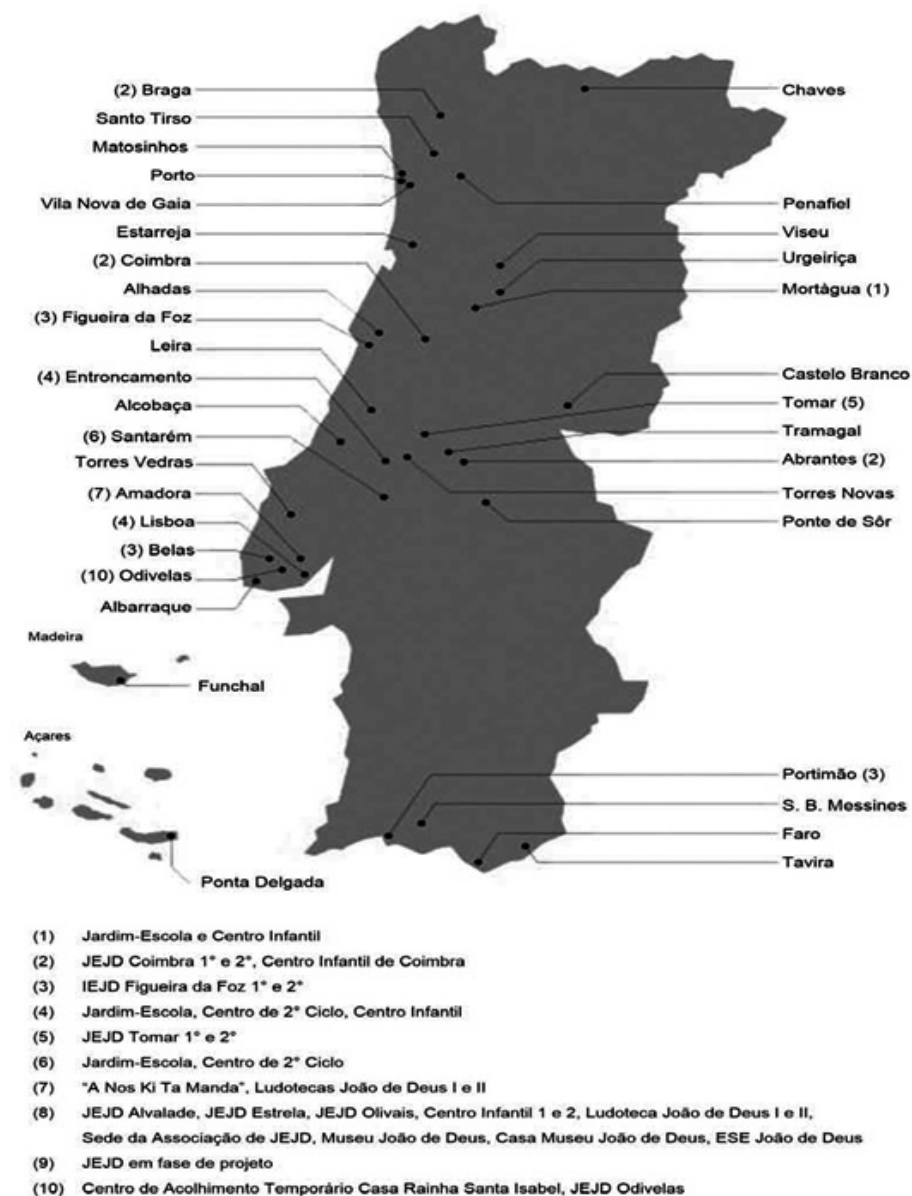 (2) Braga
Santo Tirso
Matosinhos
Porto
Vila Nova de Gaia
Estarreja
(2) Coimbra
Alhadas
(3) Figueira da Foz
Leira
(4) Entroncamento
Alcobaça
(6) Santarém
Torres Vedras
(7) Amadora
(4) Lisboa
(3) Belas
(10) Odivelas
Albarraque
Chaves
Penafiel
Viseu
Urgeiriça
Mortàgua (1)
Castelo Branco
Tomar (5)
Tramagal
Abrantes (2)
Torres Novas
Ponte de Sôr
Madeira
Funchal
Açares
Ponta Delgada
Portimão (3)
S. B. Messines
Faro
Tavira
(1) Jardim-Escola e Centro Infantil
(2) JEJD Coimbra 1° e 2°, Centro Infantil de Coimbra
(3) IEJD Figueira da Foz 1° e 2°
(4) Jardim-Escola, Centro de 2° Ciclo, Centro Infantil
(5) JEJD Tomar 1° e 2°
(6) Jardim-Escola, Centro de 2° Ciclo
(7) "A Nos Ki Ta Manda", Ludotecas João de Deus I e II
(8) JEJD Alvalade, JEJD Estrela, JEJD Olivais, Centro Infantil 1 e 2, Ludoteca João de Deus I e II,
Sede da Associação de JEJD, Museu João de Deus, Casa Museu João de Deus, ESE João de Deus
(9) JEJD em fase de projeto
(10) Centro de Acolhimento Temporário Casa Rainha Santa Isabel, JEJD Odivelas